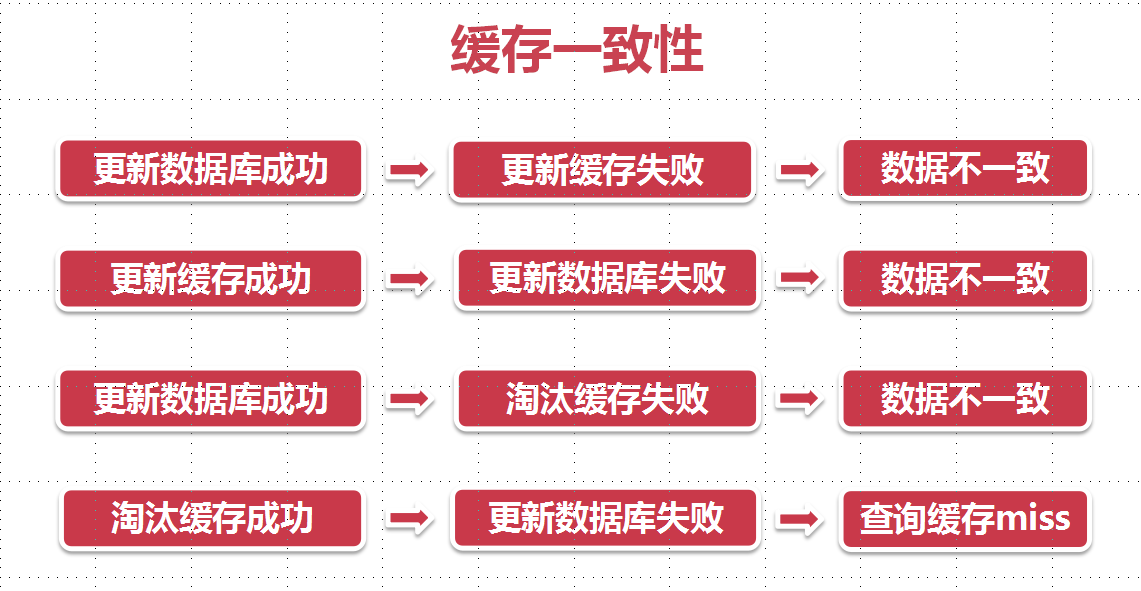 缓存一致性
更新数据库成功 更新缓存失败 数据不一致
更新缓存成功 更新数据库失败 数据不一致
更新数据库成功 淘汰缓存失败 数据不一致
淘汰缓存成功 更新数据库失败 查询缓存miss